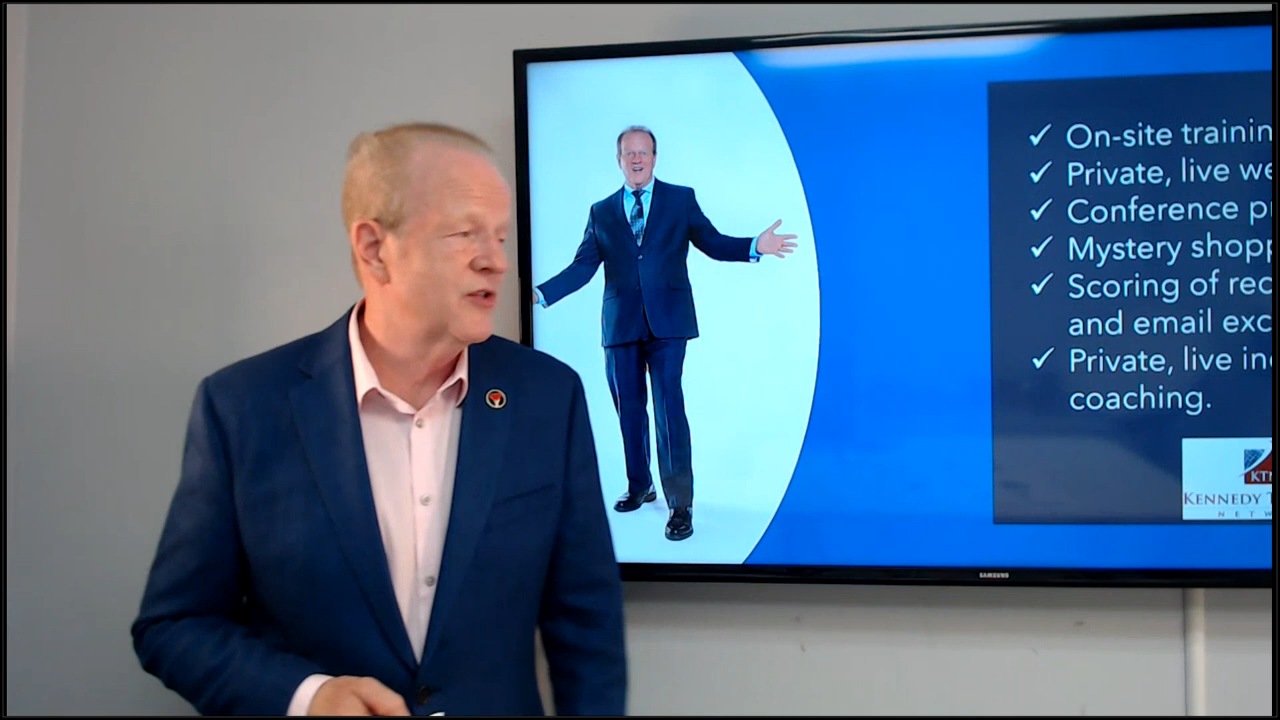 ✓ On-site trainin
✓ Private, live we
✓ Conference p
✓ Mystery shopp
✓ Scoring of rec
and email exc
✓ Private, live in
coaching.
KTN
KENNEDY T
NETW
SAMSUNG